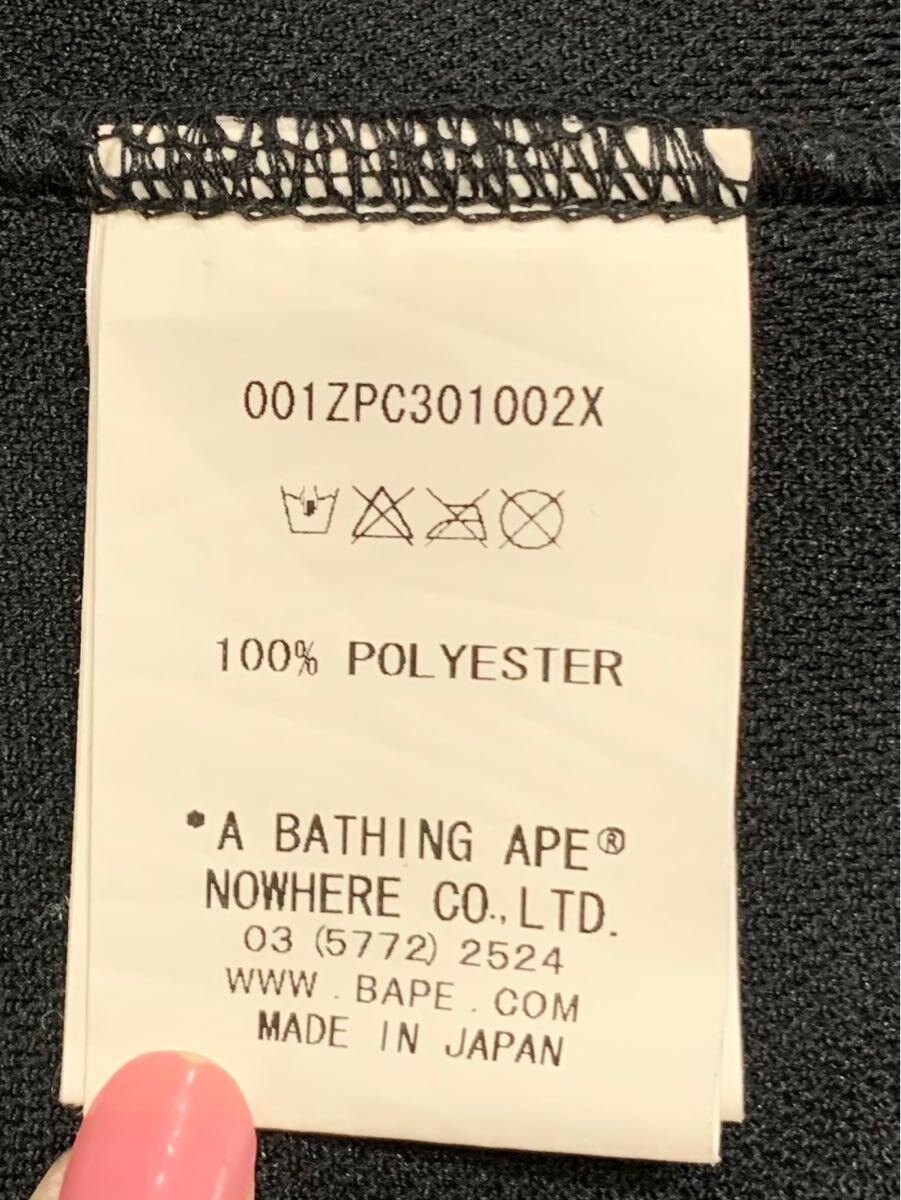 001ZPC301002X
100% POLYESTER
*A BATHING APE®
NOWHERE CO.,LTD.
03 (5772) 2524
WWW . BAPE . COM
MADE IN JAPAN